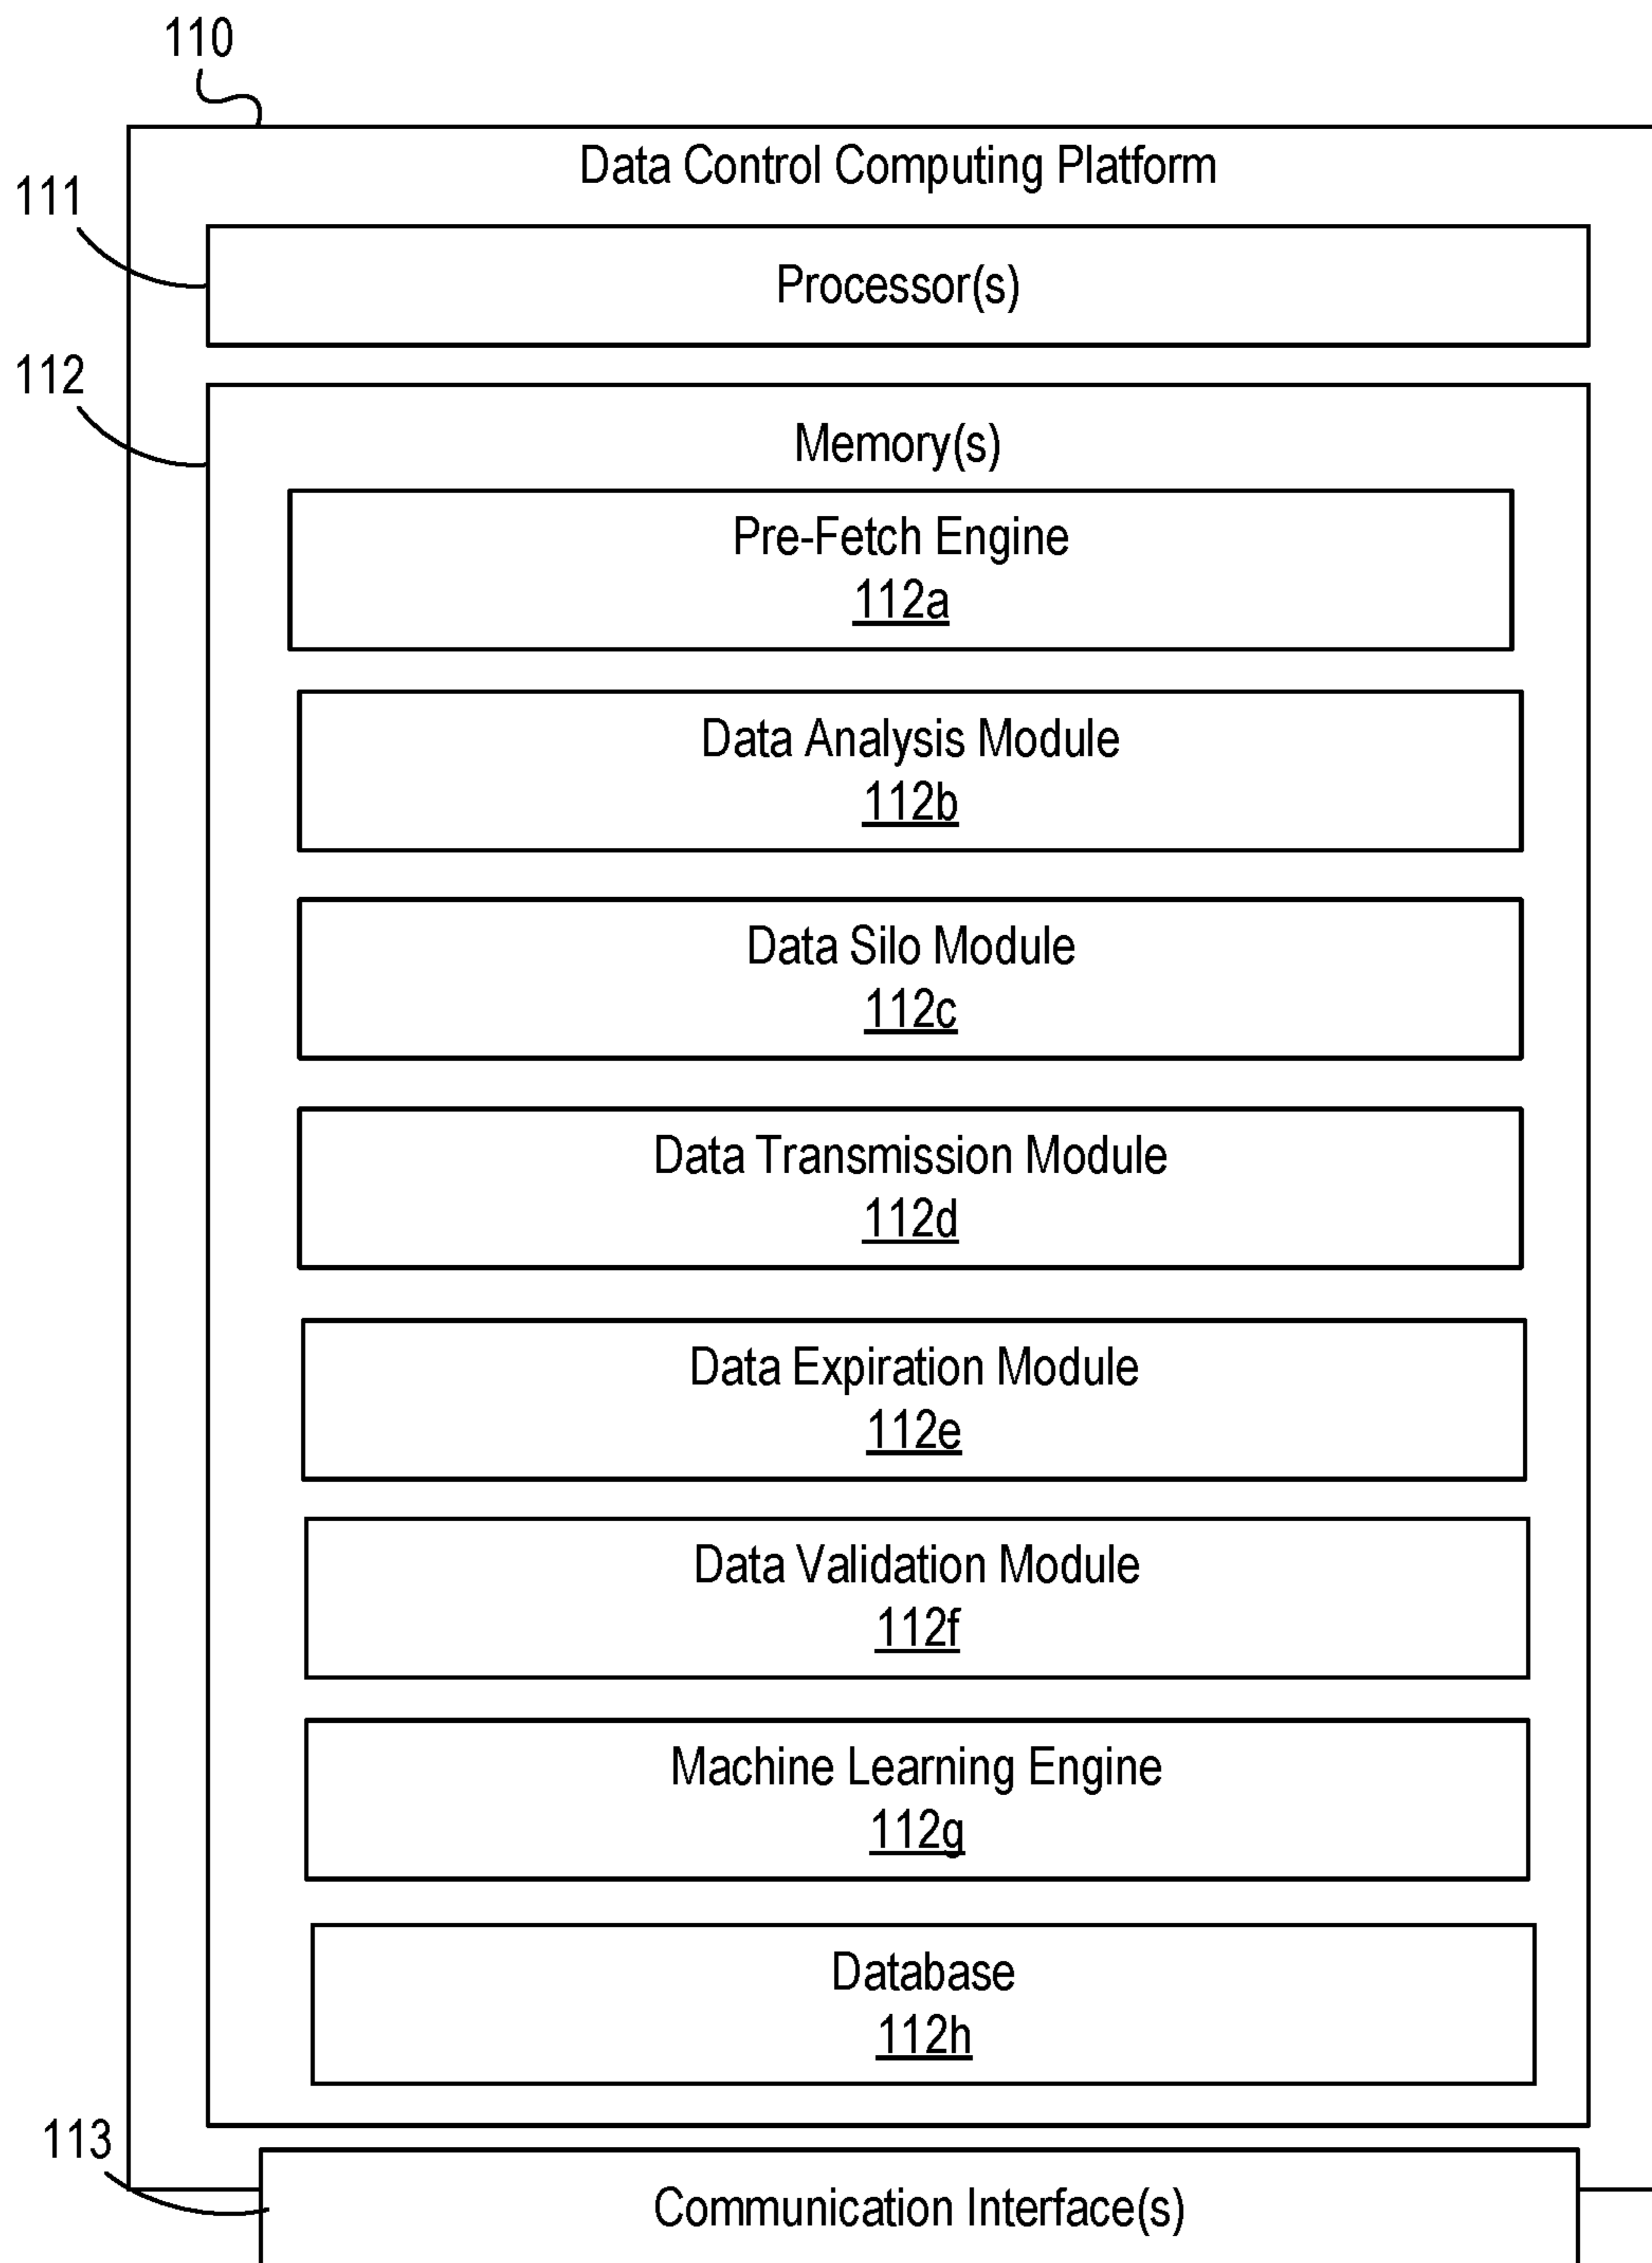 110
Data Control Computing Platform
111
Processor(s)
112
Memory(s)
Pre-Fetch Engine
112a
Data Analysis Module
112b
Data Silo Module
112c
Data Transmission Module
112d
Data Expiration Module
112e
Data Validation Module
112f
Machine Learning Engine
112g
Database
112h
113
Communication Interface(s)